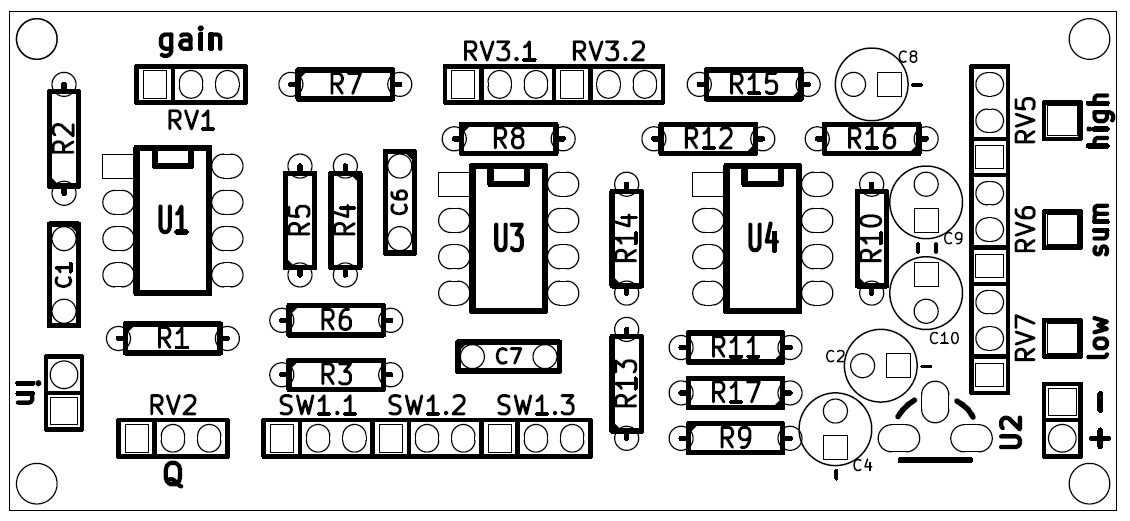 gain
RV3.1 RV3.2
C8
R2
R7
R15
RV1
R8
R12
R16
RV5
high
U1
R5
R4
C6
U3
R14
U4
R10
C9
RV6
sum
C1
R1
R6
R3
C7
R13
R11
R17
R9
C2
C10
RV7
low
in
RV2
SW1.1 SW1.2 SW1.3
Q
C4
U2
-
+